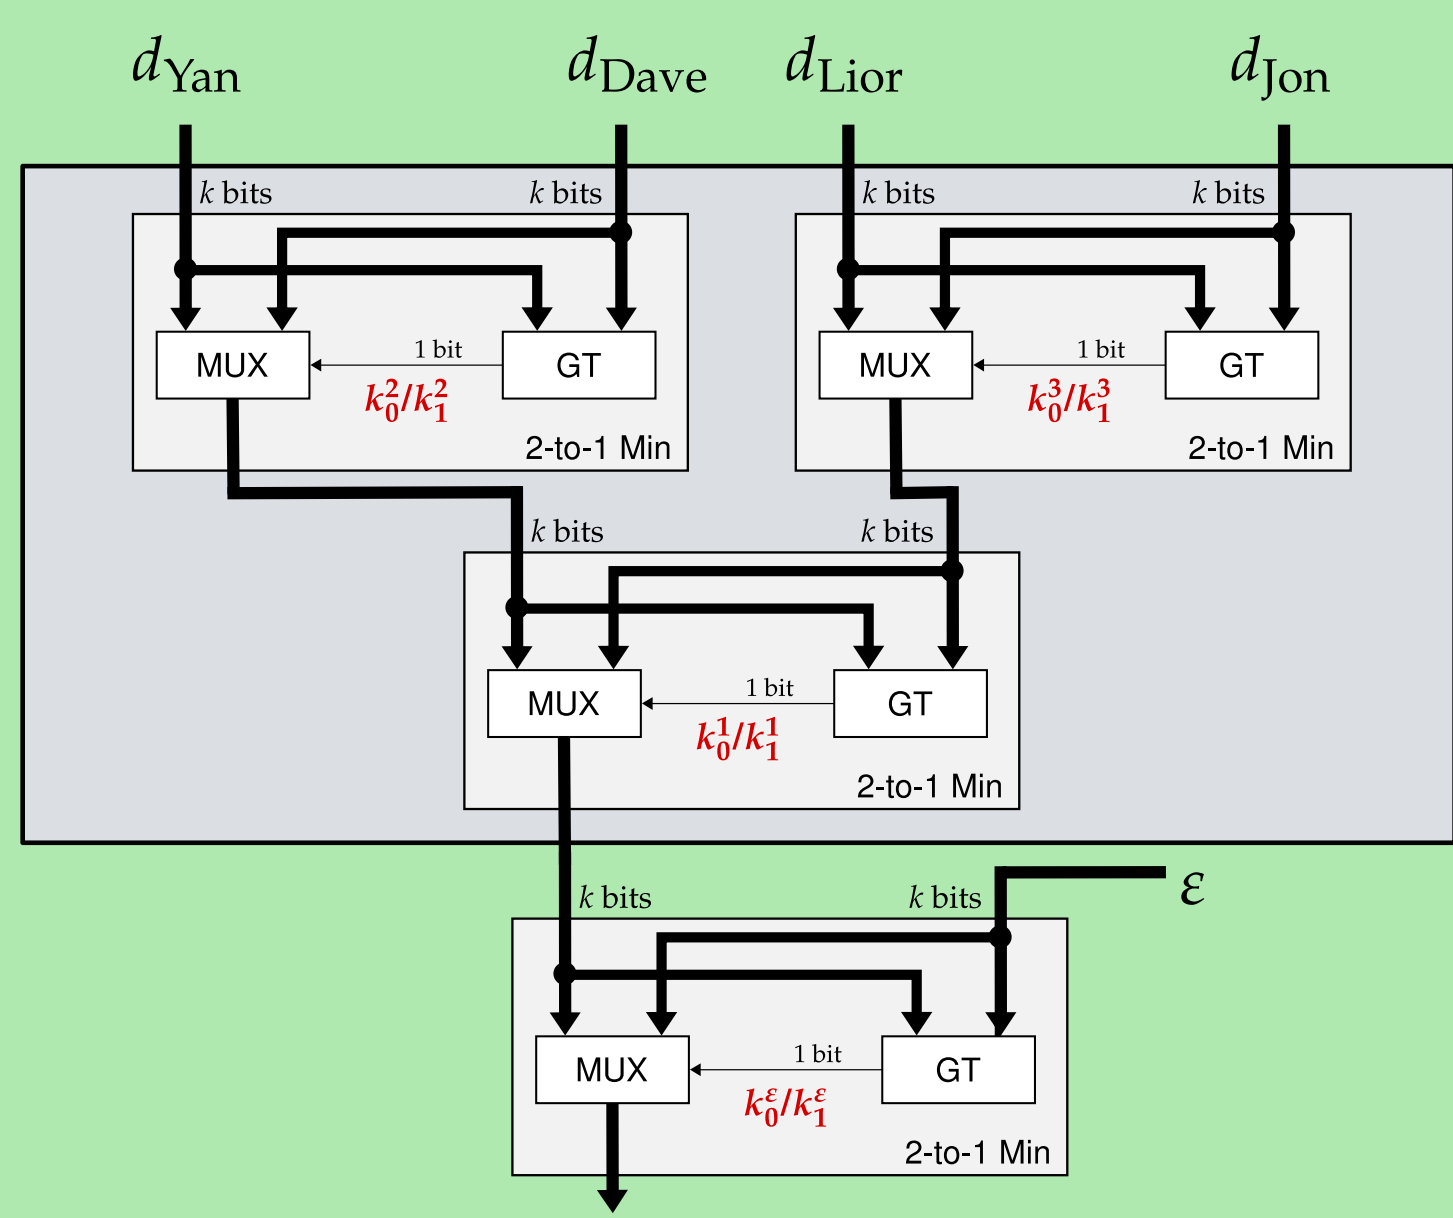 d_Yan d_Dave d_Lior d_Jon
k bits k bits k bits k bits
MUX 1 bit GT MUX 1 bit GT
k_0^2/k_1^2 k_0^3/k_1^3
2-to-1 Min 2-to-1 Min
k bits k bits
MUX 1 bit GT
k_0^1/k_1^1
2-to-1 Min
ε
k bits k bits
MUX 1 bit GT
k_0^ε/k_1^ε
2-to-1 Min